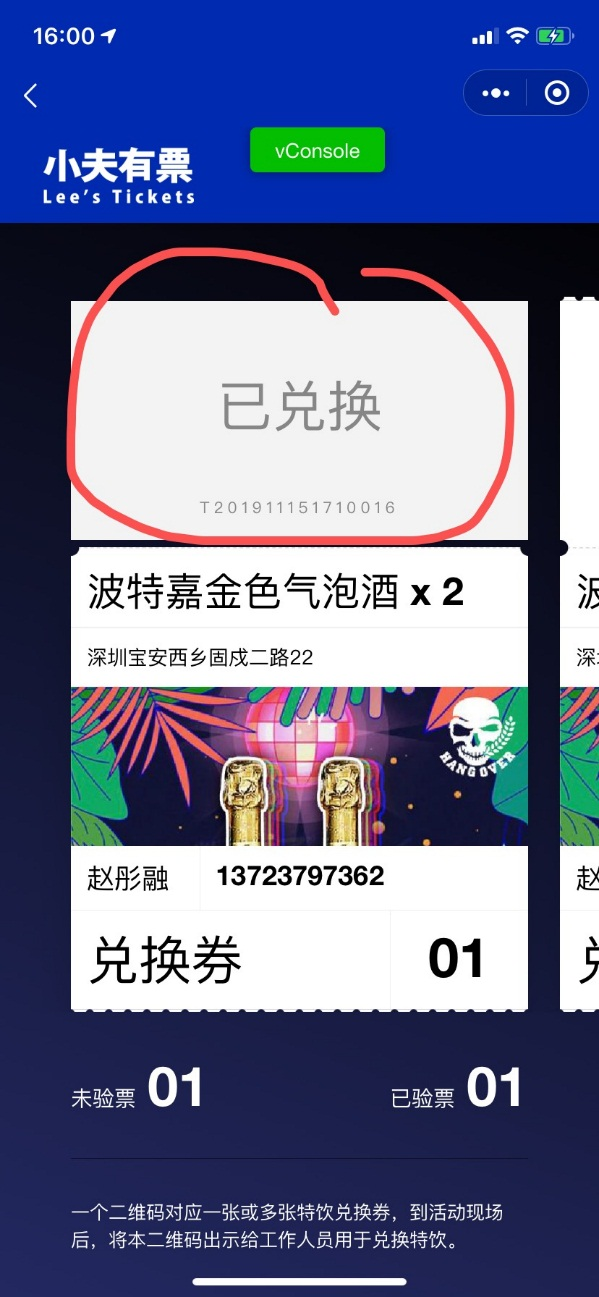 16:00
vConsole
小夫有票
Lee's Tickets
已兑换
T201911151710016
波特嘉金色气泡酒 x 2
深圳宝安西乡固戍二路22
HANGOVER
赵彤融 13723797362
兑换券 01
未验票 01 已验票 01
一个二维码对应一张或多张特饮兑换券，到活动现场
后，将本二维码出示给工作人员用于兑换特饮。